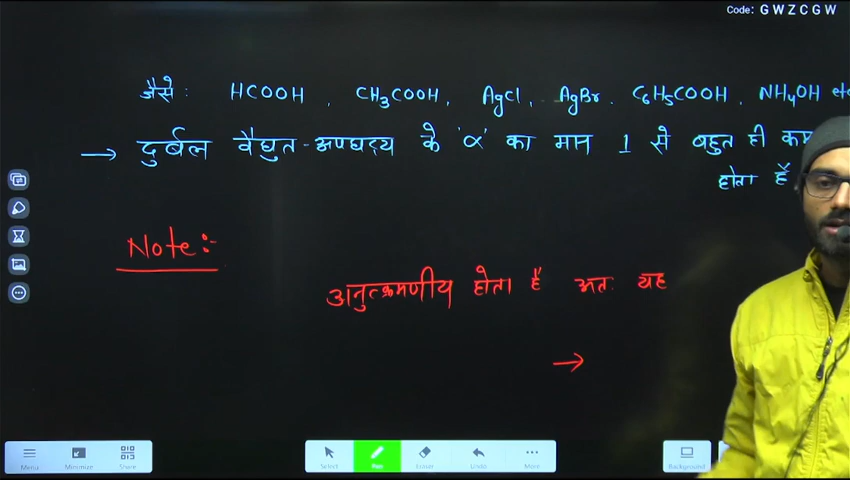 Code: G W Z C G W
जैसे: HCOOH, CH3COOH, AgCl, AgBr, C6H5COOH, NH4OH etc
→ दुर्बल वैद्युत-अपघट्य के 'α' का मान 1 से बहुत ही कम
होता है
Note:-
अनुत्क्रमणीय होता है अतः यह
→
Menu Minimize Share Select Pen Eraser Undo More Background